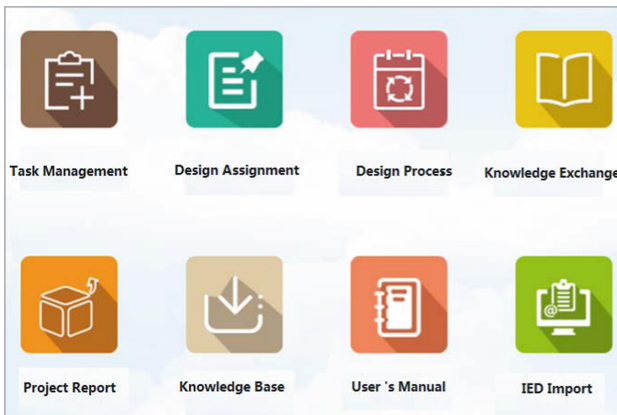 Task Management
Design Assignment
Design Process
Knowledge Exchange
Project Report
Knowledge Base
User 's Manual
IED Import